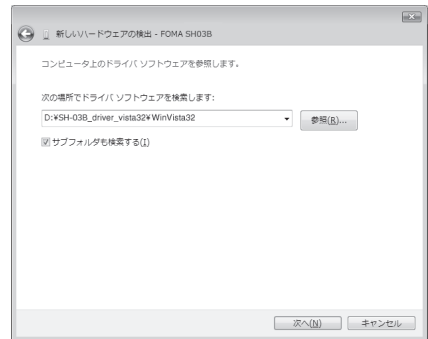 新しいハードウェアの検出 - FOMA SH03B
コンピュータ上のドライバ ソフトウェアを参照します。
次の場所でドライバ ソフトウェアを検索します:
D:¥SH-03B_driver_vista32¥WinVista32 参照(R)...
サブフォルダも検索する(I)
次へ(N) キャンセル